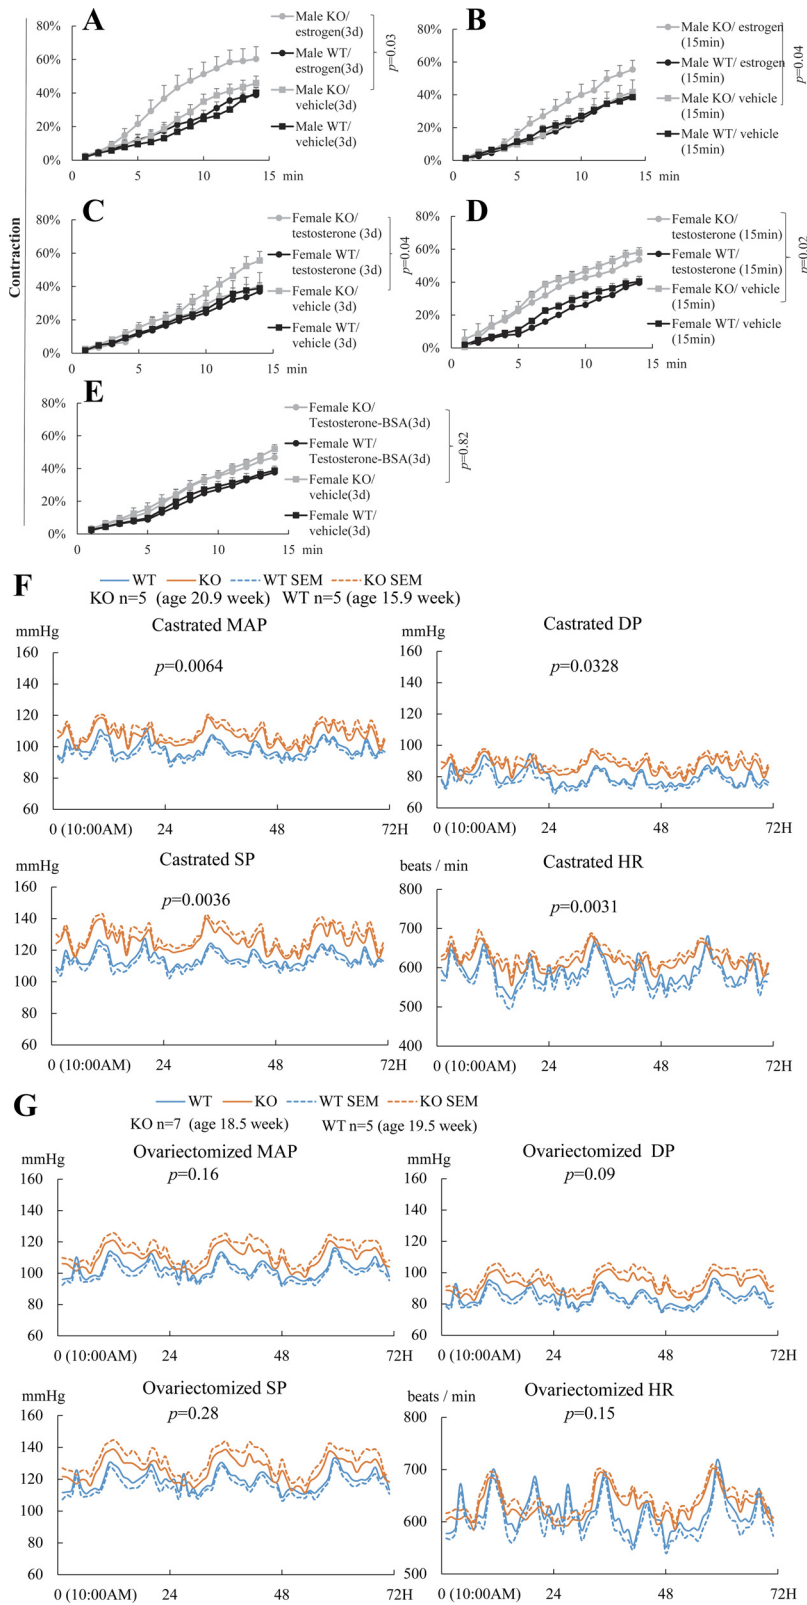 A
80%
60%
40%
20%
0%
5
10
15
min
Male KO/
estrogen(3d)
Male WT/
estrogen(3d)
Male KO/
vehicle(3d)
Male WT/
vehicle(3d)
p=0.03
B
80%
60%
40%
20%
0%
5
10
15
min
Male KO/ estrogen
(15min)
Male WT/ estrogen
(15min)
Male KO/ vehicle
(15min)
Male WT/ vehicle
(15min)
p=0.04
Contraction
C
80%
60%
40%
20%
0%
5
10
15
min
Female KO/
testosterone (3d)
Female WT/
testosterone (3d)
Female KO/
vehicle (3d)
Female WT/
vehicle (3d)
p=0.04
D
80%
60%
40%
20%
0%
5
10
15
min
Female KO/
testosterone (15min)
Female WT/
testosterone (15min)
Female KO/ vehicle
(15min)
Female WT/ vehicle
(15min)
p=0.02
E
80%
60%
40%
20%
0%
5
10
15
min
Female KO/
Testosterone-BSA(3d)
Female WT/
Testosterone-BSA(3d)
Female KO/
vehicle(3d)
Female WT/
vehicle(3d)
p=0.82
F
WT KO WT SEM KO SEM
KO n=5 (age 20.9 week) WT n=5 (age 15.9 week)
mmHg
Castrated MAP
p=0.0064
160
140
120
100
80
60
0 (10:00AM) 24 48 72H
mmHg
Castrated DP
p=0.0328
160
140
120
100
80
60
0 (10:00AM) 24 48 72H
mmHg
Castrated SP
p=0.0036
160
140
120
100
80
60
0 (10:00AM) 24 48 72H
beats / min
Castrated HR
p=0.0031
800
700
600
500
400
0 (10:00AM) 24 48 72H
G
WT KO WT SEM KO SEM
KO n=7 (age 18.5 week) WT n=5 (age 19.5 week)
mmHg
Ovariectomized MAP
p=0.16
160
140
120
100
80
60
0 (10:00AM) 24 48 72H
mmHg
Ovariectomized DP
p=0.09
160
140
120
100
80
60
0 (10:00AM) 24 48 72H
mmHg
Ovariectomized SP
p=0.28
160
140
120
100
80
60
0 (10:00AM) 24 48 72H
beats / min
Ovariectomized HR
p=0.15
800
700
600
500
0 (10:00AM) 24 48 72H